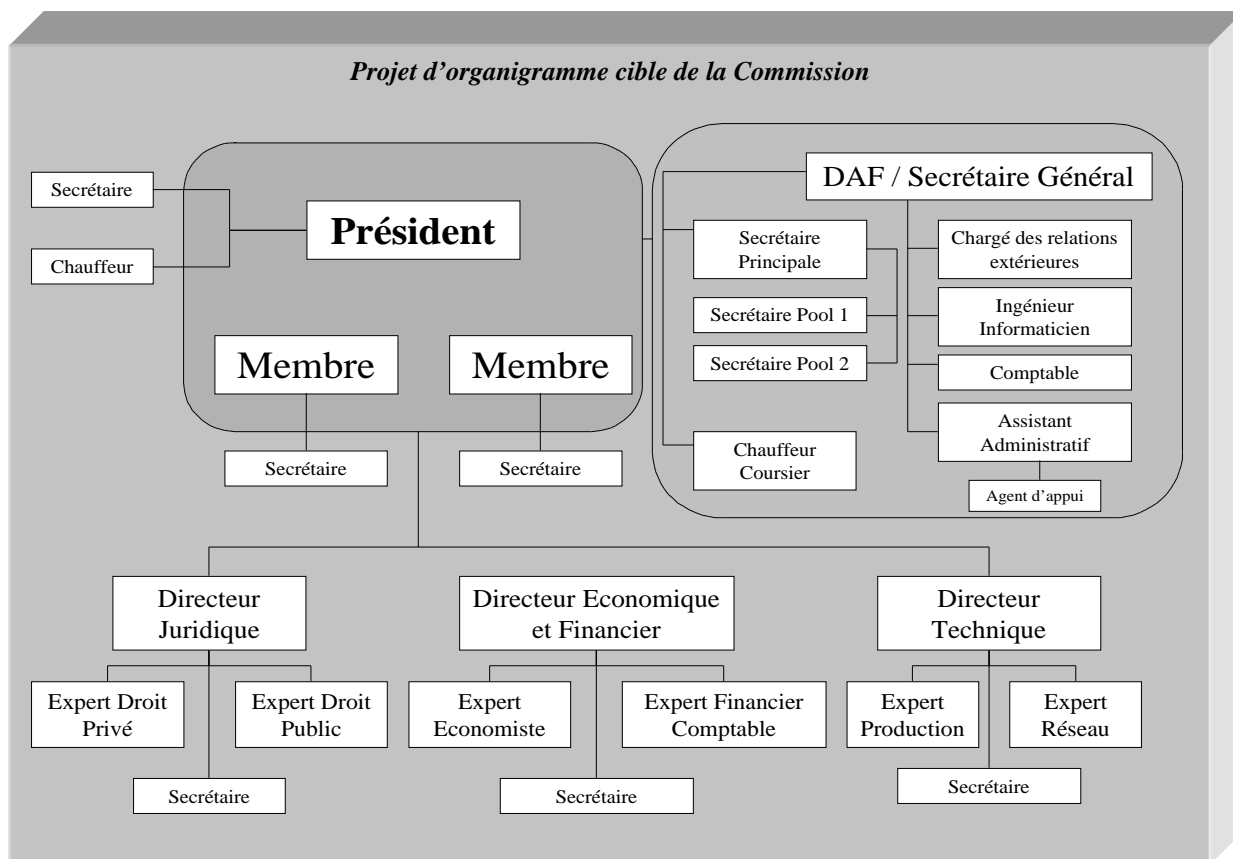 Projet d’organigramme cible de la Commission
Secrétaire
Chauffeur
Président
Membre
Membre
Secrétaire
Secrétaire
DAF / Secrétaire Général
Secrétaire
Principale
Secrétaire Pool 1
Secrétaire Pool 2
Chauffeur
Coursier
Chargé des relations
extérieures
Ingénieur
Informaticien
Comptable
Assistant
Administratif
Agent d’appui
Directeur
Juridique
Expert Droit
Privé
Expert Droit
Public
Secrétaire
Directeur Economique
et Financier
Expert
Economiste
Expert Financier
Comptable
Secrétaire
Directeur
Technique
Expert
Production
Expert
Réseau
Secrétaire